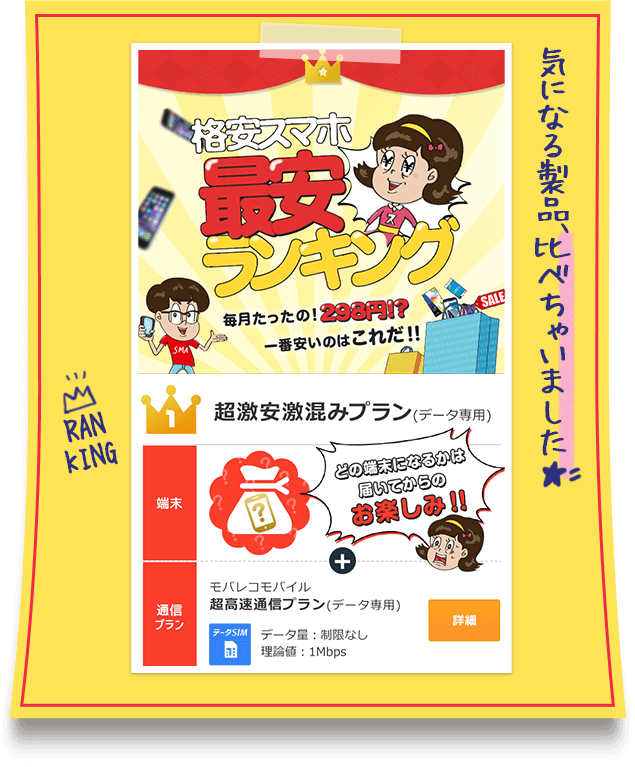 気になる製品、比べちゃいました
格安スマホ
最安
ランキング
毎月たったの!298円!?
一番安いのはこれだ!!
SALE
SMA
RAN
KING
1
超激安激混みプラン(データ専用)
端末
どの端末になるかは
届いてからの
お楽しみ!!
?
+
通信
プラン
モバレコモバイル
超高速通信プラン(データ専用)
データSIM
データ量:制限なし
理論値:1Mbps
詳細